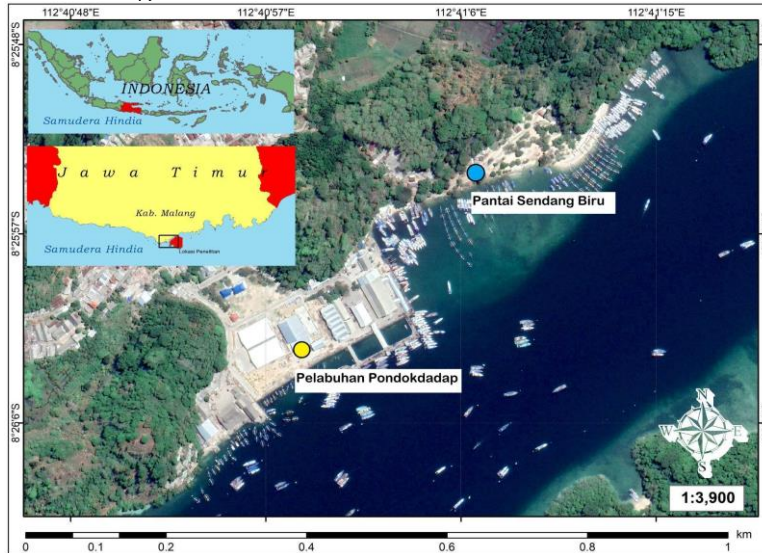 112°40'48"E 112°40'57"E 112°41'6"E 112°41'15"E
8°25'48"S
INDONESIA
Samudera Hindia
Jawa Timur
Kab. Malang
Samudera Hindia
Lokasi Penelitian
Pantai Sendang Biru
8°25'57"S
Pelabuhan Pondokdadap
8°26'6"S
N
W E
S
1:3,900
0 0.1 0.2 0.4 0.6 0.8 1 km